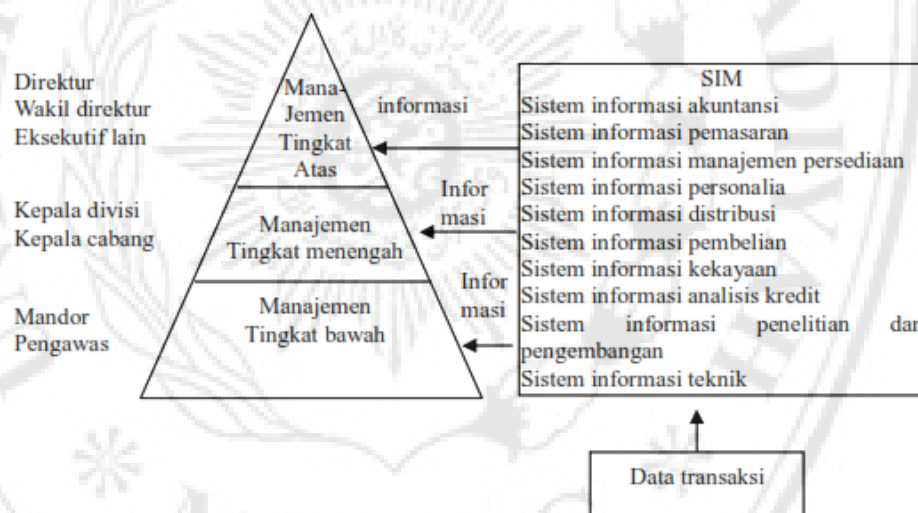 Direktur
Wakil direktur
Eksekutif lain
Kepala divisi
Kepala cabang
Mandor
Pengawas
Mana-
Jemen
Tingkat
Atas
Manajemen
Tingkat menengah
Manajemen
Tingkat bawah
informasi
Infor
masi
Infor
masi
SIM
Sistem informasi akuntansi
Sistem informasi pemasaran
Sistem informasi manajemen persediaan
Sistem informasi personalia
Sistem informasi distribusi
Sistem informasi pembelian
Sistem informasi kekayaan
Sistem informasi analisis kredit
Sistem informasi penelitian dan
pengembangan
Sistem informasi teknik
Data transaksi